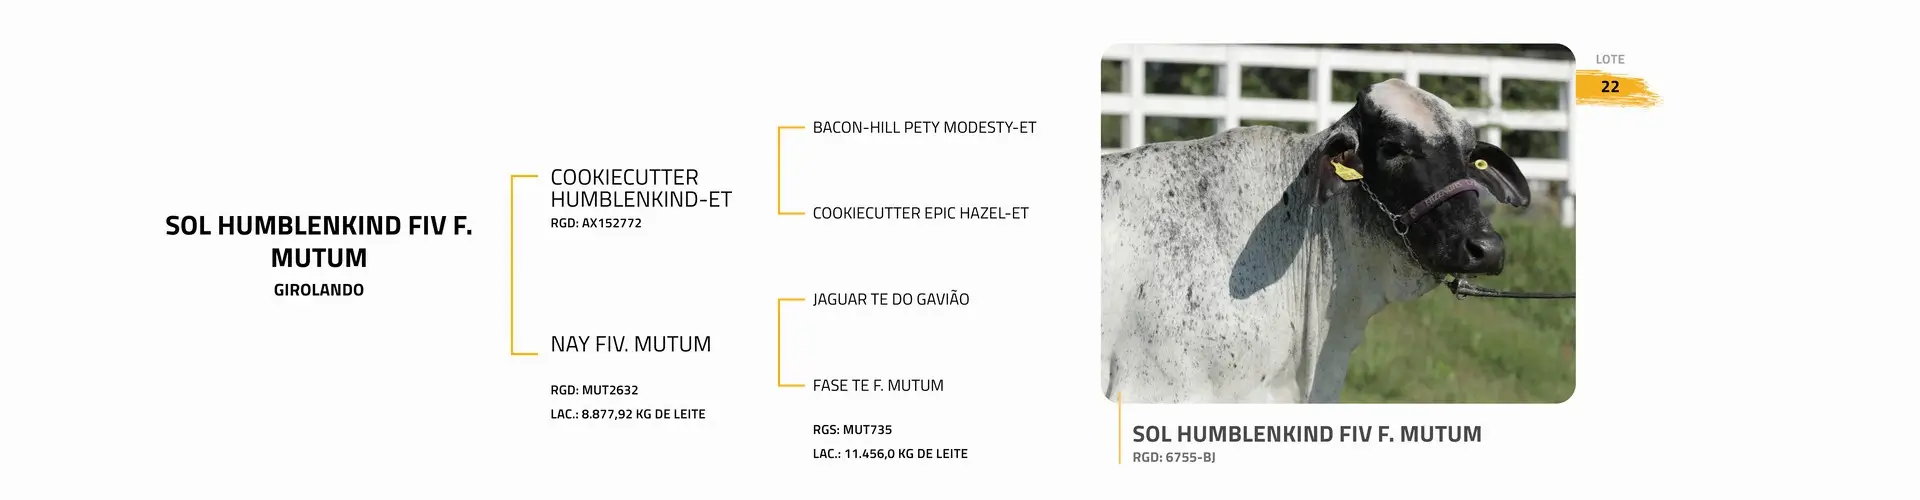 SOL HUMBLENKIND FIV F.
MUTUM
GIROLANDO
COOKIECUTTER
HUMBLENKIND-ET
RGD: AX152772
NAY FIV. MUTUM
RGD: MUT2632
LAC.: 8.877,92 KG DE LEITE
BACON-HILL PETY MODESTY-ET
COOKIECUTTER EPIC HAZEL-ET
JAGUAR TE DO GAVIÃO
FASE TE F. MUTUM
RGS: MUT735
LAC.: 11.456,0 KG DE LEITE
LOTE
22
SOL HUMBLENKIND FIV F. MUTUM
RGD: 6755-BJ